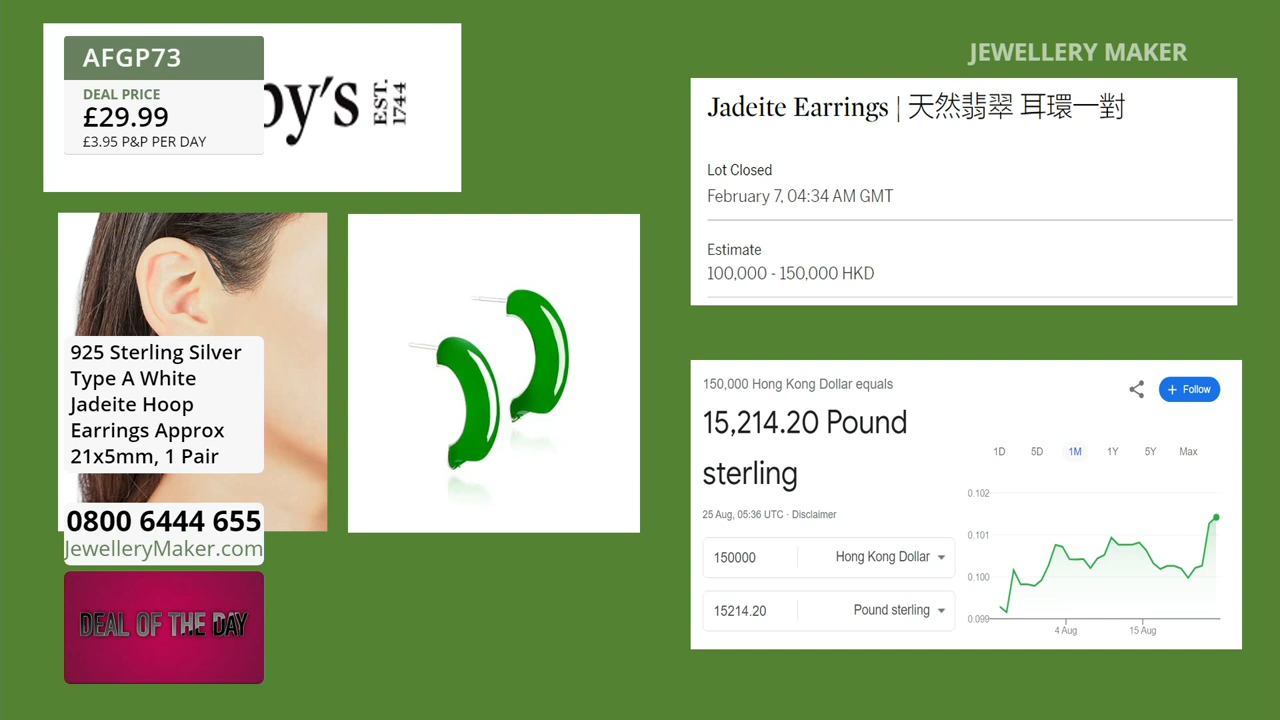 AFGP73
DEAL PRICE
£29.99
£3.95 P&P PER DAY
by's
EST.
1744
JEWELLERY MAKER
Jadeite Earrings | 天然翡翠 耳環一對
Lot Closed
February 7, 04:34 AM GMT
Estimate
100,000 - 150,000 HKD
925 Sterling Silver
Type A White
Jadeite Hoop
Earrings Approx
21x5mm, 1 Pair
0800 6444 655
JewelleryMaker.com
DEAL OF THE DAY
150,000 Hong Kong Dollar equals
15,214.20 Pound
sterling
25 Aug, 05:36 UTC · Disclaimer
150000 Hong Kong Dollar
15214.20 Pound sterling
+ Follow
1D 5D 1M 1Y 5Y Max
0.102
0.101
0.100
0.099
4 Aug 15 Aug